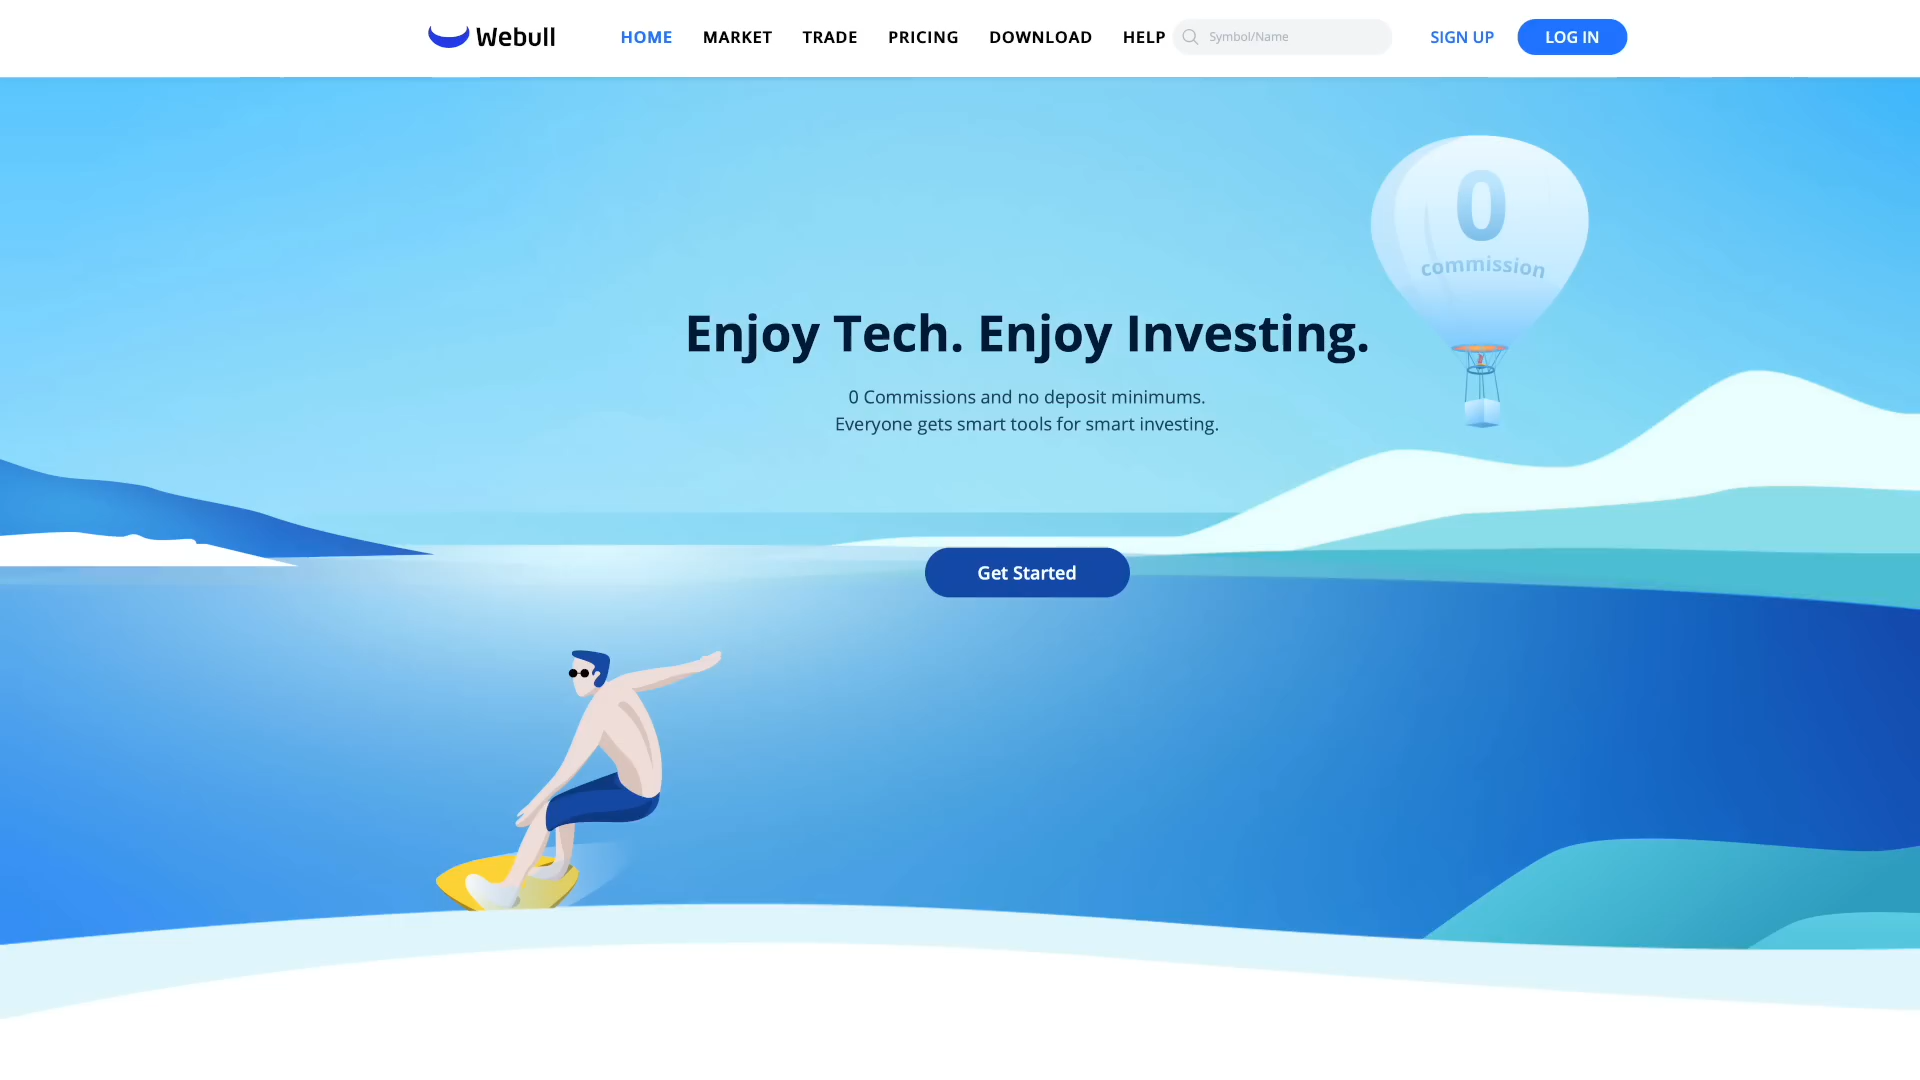 Webull
HOME MARKET TRADE PRICING DOWNLOAD HELP Symbol/Name SIGN UP LOG IN
0
commission
Enjoy Tech. Enjoy Investing.
0 Commissions and no deposit minimums.
Everyone gets smart tools for smart investing.
Get Started